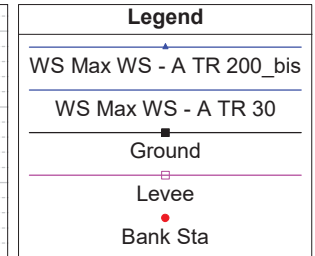 Legend
WS Max WS - A TR 200_bis
WS Max WS - A TR 30
Ground
Levee
Bank Sta